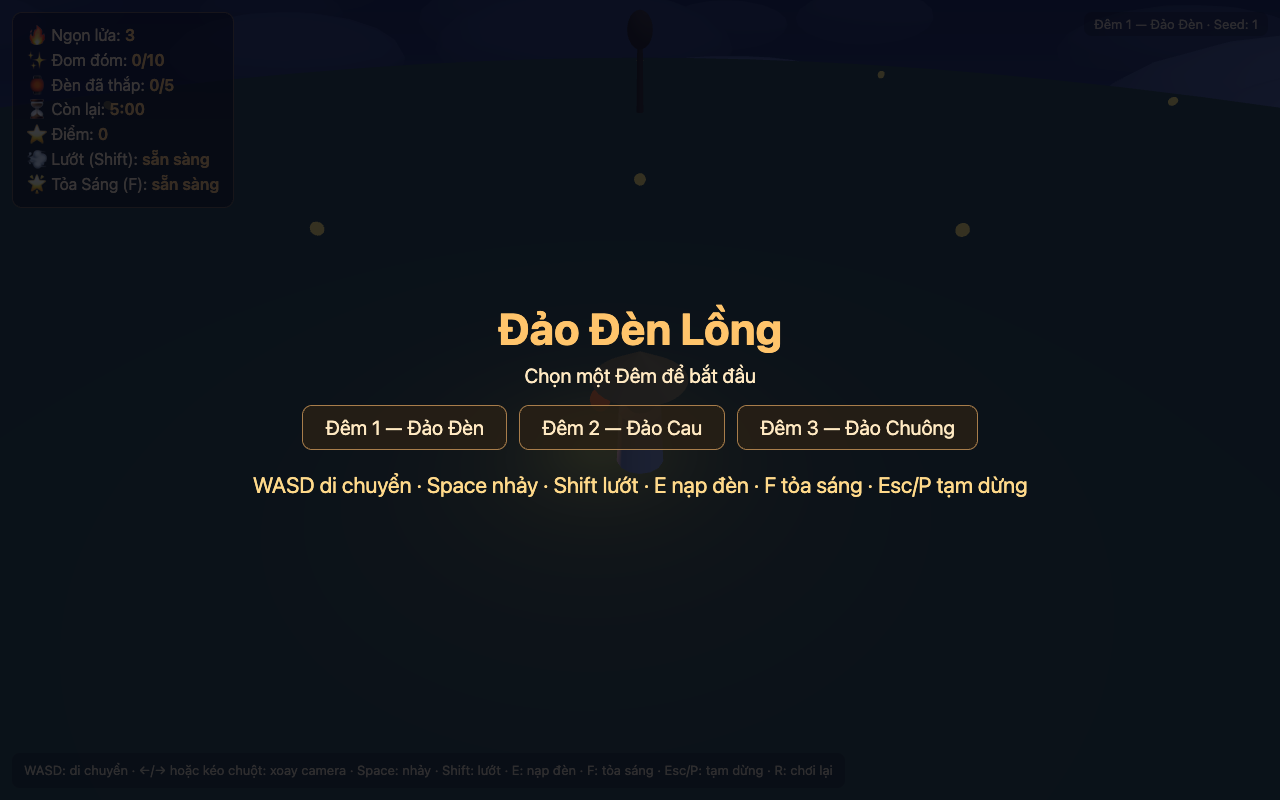 Ngọn lửa: 3
Đom đóm: 0/10
Đèn đã thắp: 0/5
Còn lại: 5:00
Điểm: 0
Lướt (Shift): sẵn sàng
Tỏa Sáng (F): sẵn sàng
Đêm 1 — Đảo Đèn · Seed: 1
Đảo Đèn Lồng
Chọn một Đêm để bắt đầu
Đêm 1 — Đảo Đèn
Đêm 2 — Đảo Cau
Đêm 3 — Đảo Chuông
WASD di chuyển · Space nhảy · Shift lướt · E nạp đèn · F tỏa sáng · Esc/P tạm dừng
WASD: di chuyển · ←/→ hoặc kéo chuột: xoay camera · Space: nhảy · Shift: lướt · E: nạp đèn · F: tỏa sáng · Esc/P: tạm dừng · R: chơi lại